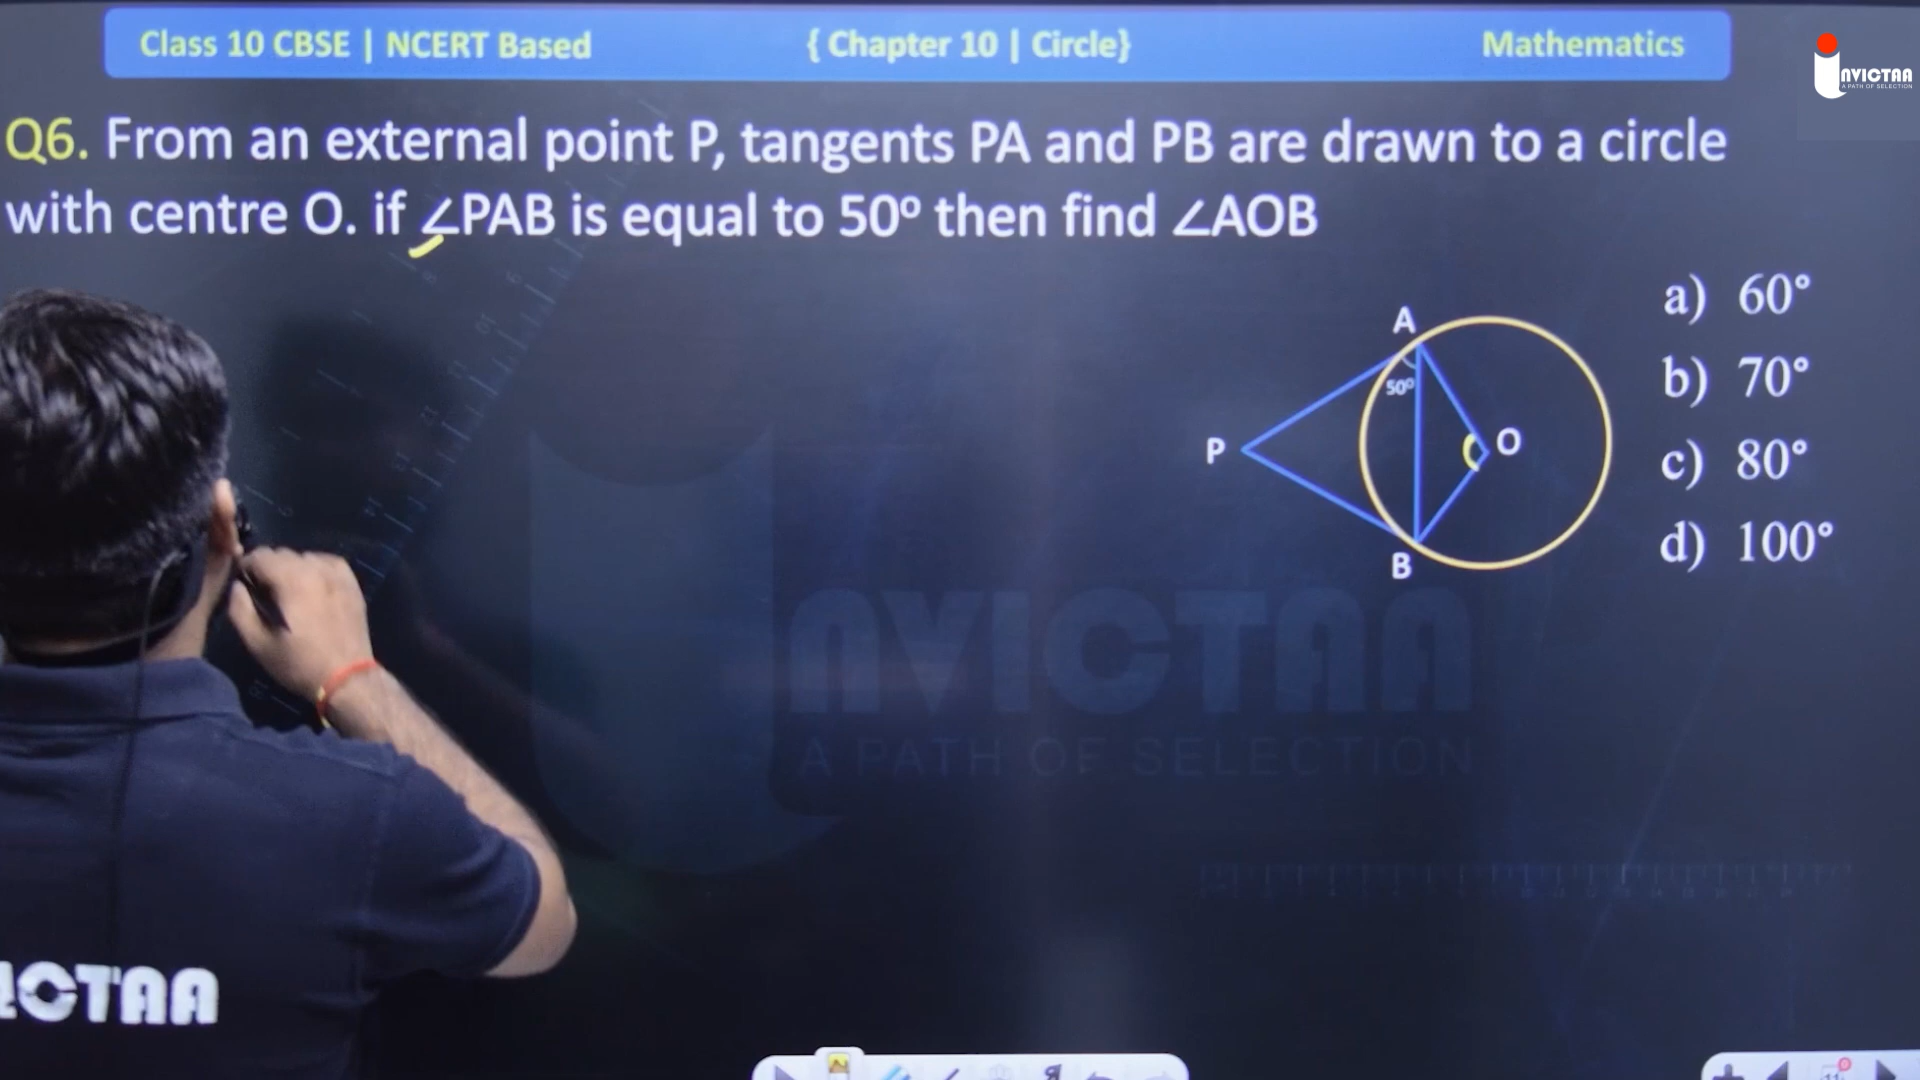 Class 10 CBSE | NCERT Based { Chapter 10 | Circle} Mathematics
NVICTAA
A PATH OF SELECTION
Q6. From an external point P, tangents PA and PB are drawn to a circle
with centre O. if ∠PAB is equal to 50° then find ∠AOB
a) 60°
b) 70°
c) 80°
d) 100°
A
50°
P
O
B
NVICTAA
A PATH OF SELECTION
ICTAA